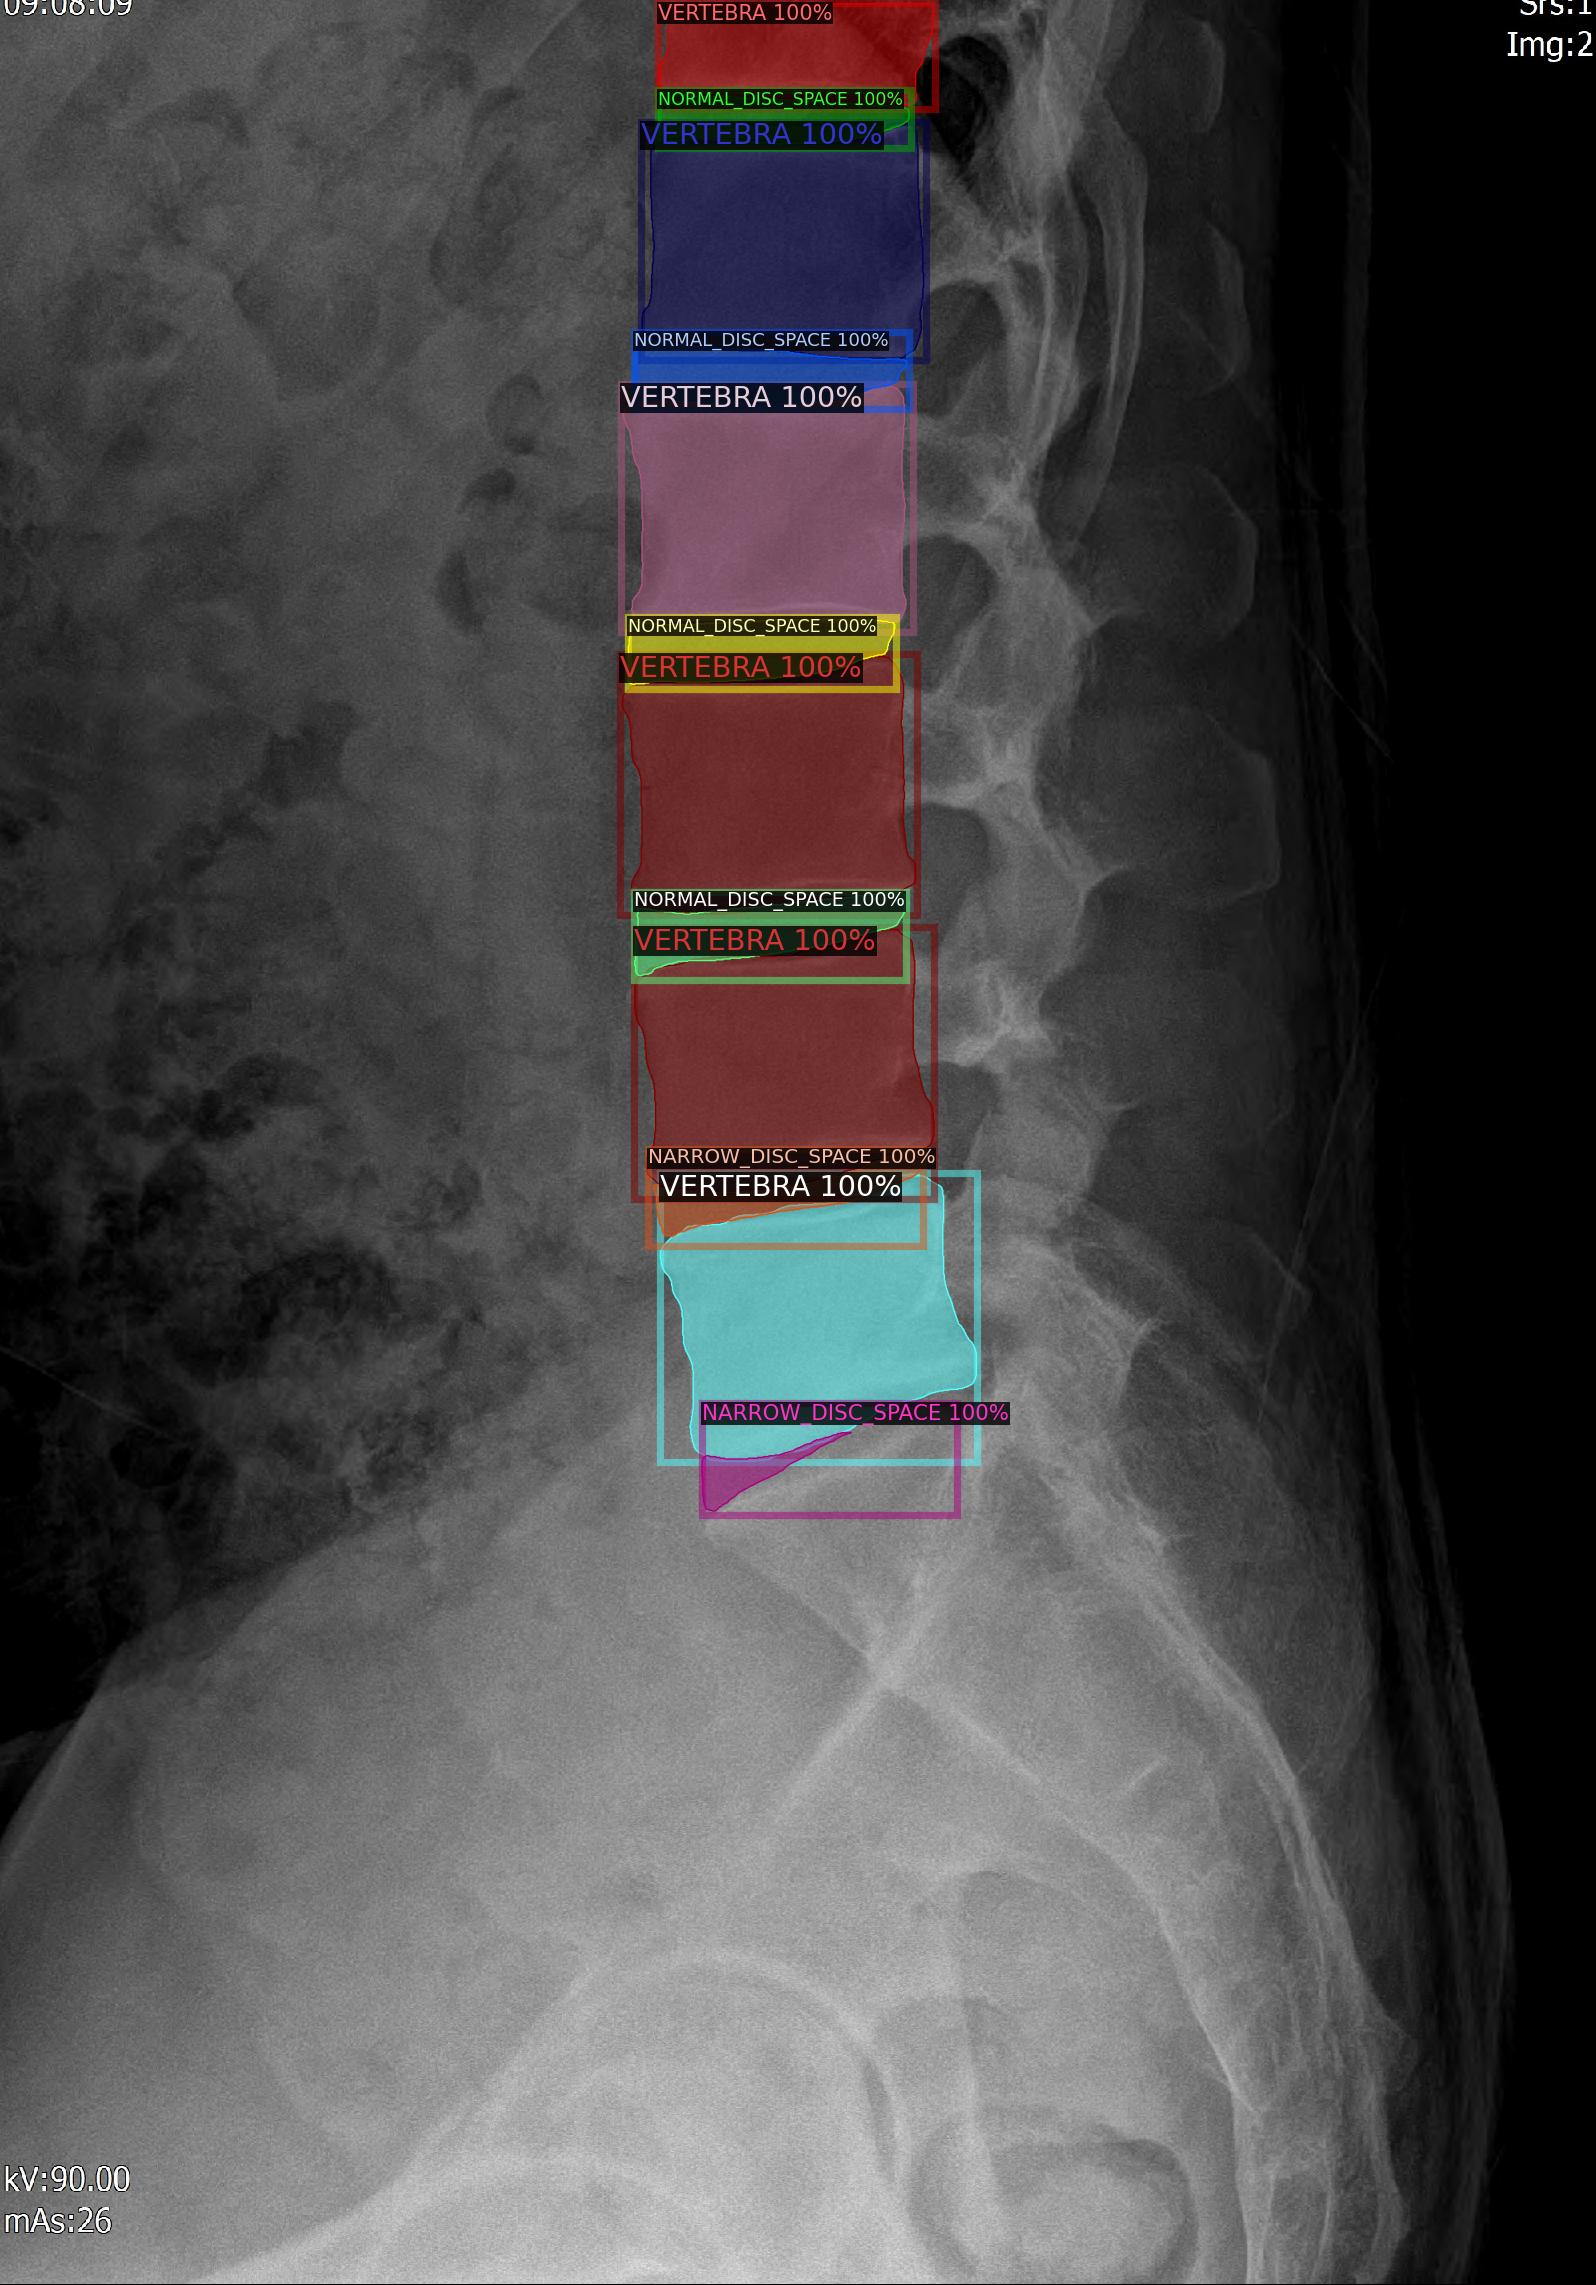 09:08:09
Srs:1
Img:2
VERTEBRA 100%
NORMAL_DISC_SPACE 100%
VERTEBRA 100%
NORMAL_DISC_SPACE 100%
VERTEBRA 100%
NORMAL_DISC_SPACE 100%
VERTEBRA 100%
NORMAL_DISC_SPACE 100%
VERTEBRA 100%
NARROW_DISC_SPACE 100%
VERTEBRA 100%
NARROW_DISC_SPACE 100%
kV:90.00
mAs:26